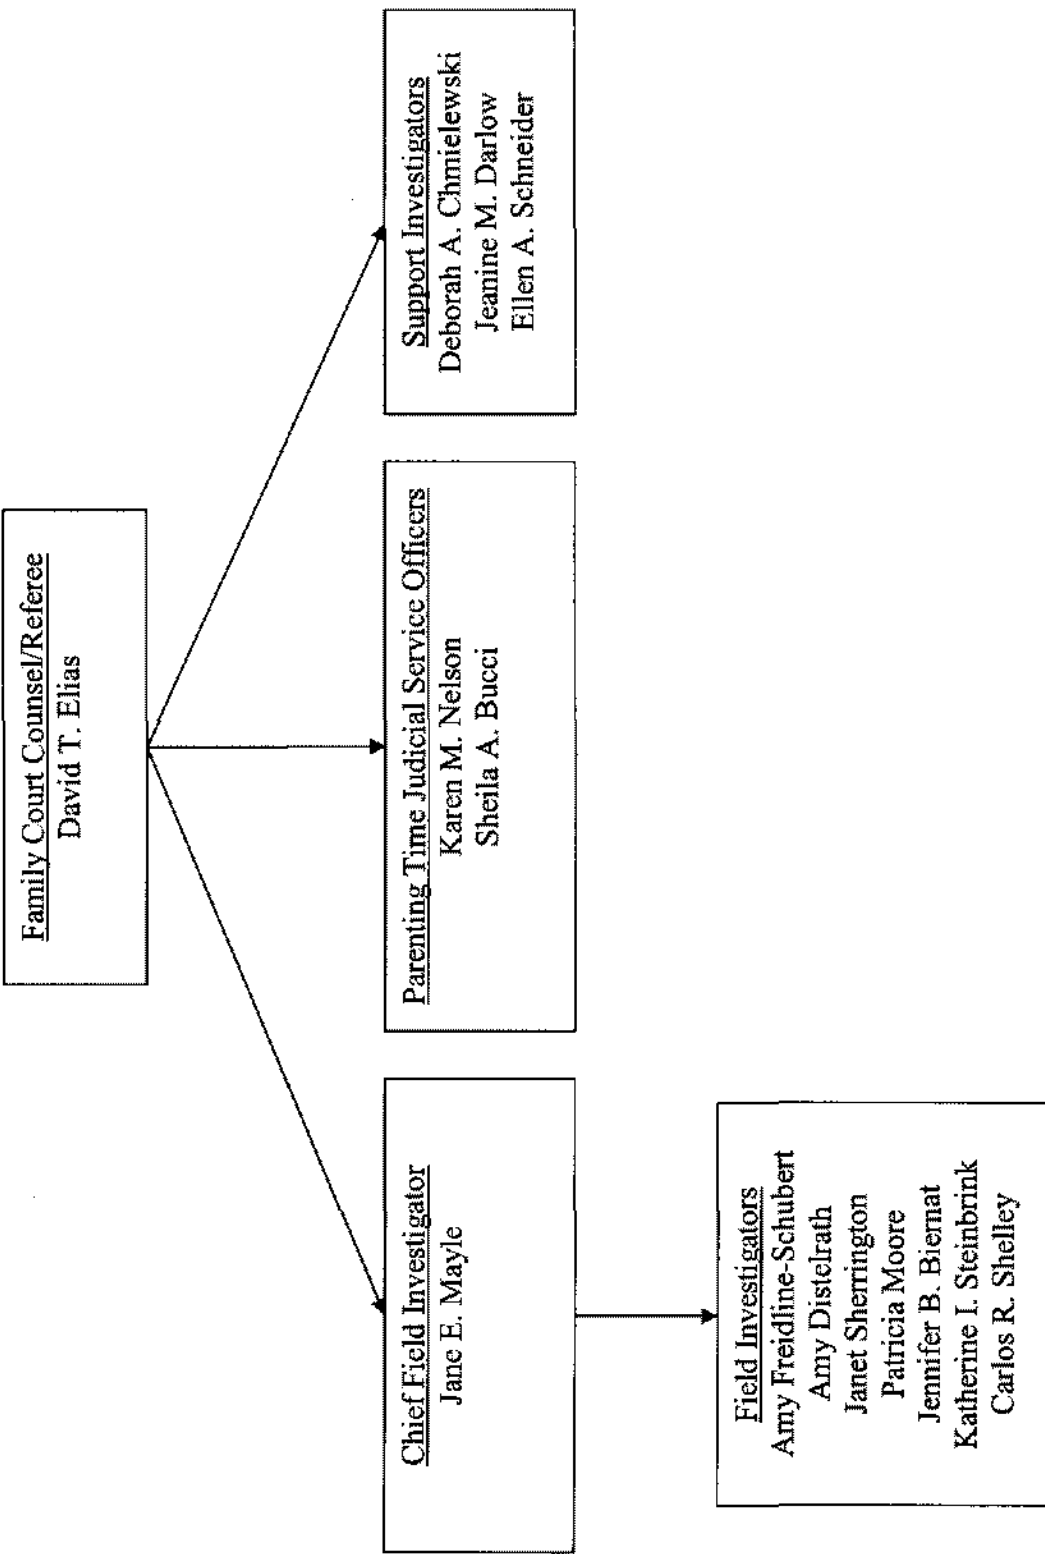 Family Court Counsel/Referee
David T. Elias
Chief Field Investigator
Jane E. Mayle
Parenting Time Judicial Service Officers
Karen M. Nelson
Sheila A. Bucci
Support Investigators
Deborah A. Chmielewski
Jeanine M. Darlow
Ellen A. Schneider
Field Investigators
Amy Freidline-Schubert
Amy Distelrath
Janet Sherrington
Patricia Moore
Jennifer B. Biernat
Katherine I. Steinbrink
Carlos R. Shelley